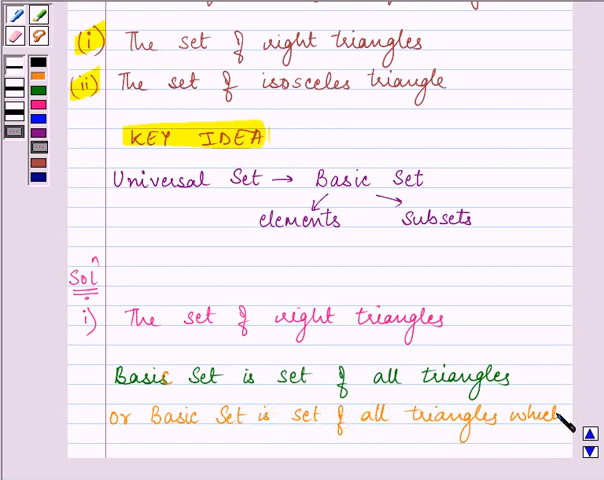 (i) The set of right triangles
(ii) The set of isosceles triangle
KEY IDEA
Universal Set → Basic Set
elements Subsets
Solⁿ
i) The set of right triangles
Basic Set is set of all triangles
or Basic Set is set of all triangles which